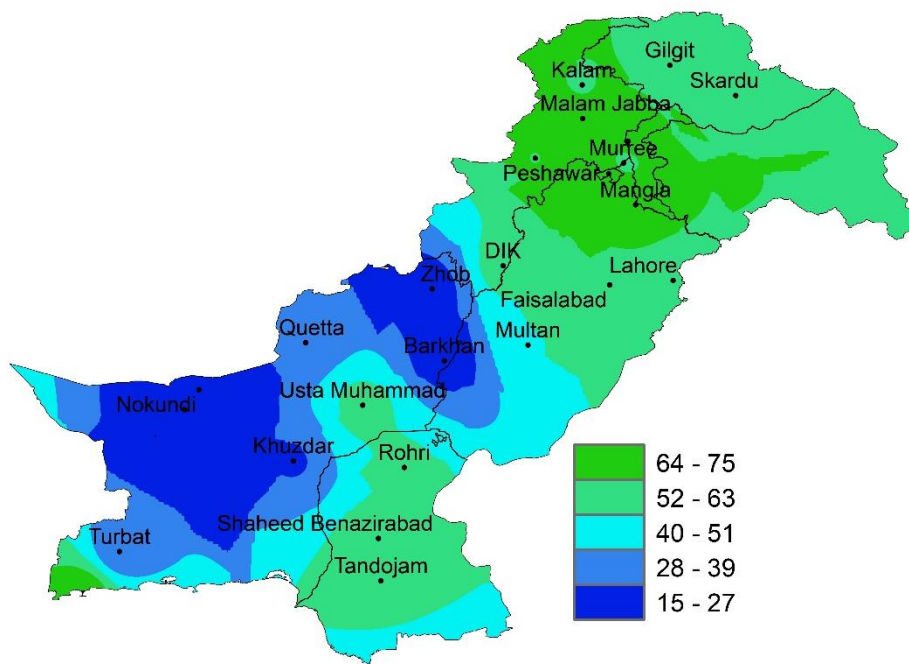 Gilgit
Kalam
Skardu
Malam Jabba
Murree
Peshawar
Mangla
DIK
Lahore
Zhob
Faisalabad
Quetta
Multan
Barkhan
Usta Muhammad
Nokundi
Khuzdar
Rohri
Shaheed Benazirabad
Turbat
Tandojam
64 - 75
52 - 63
40 - 51
28 - 39
15 - 27